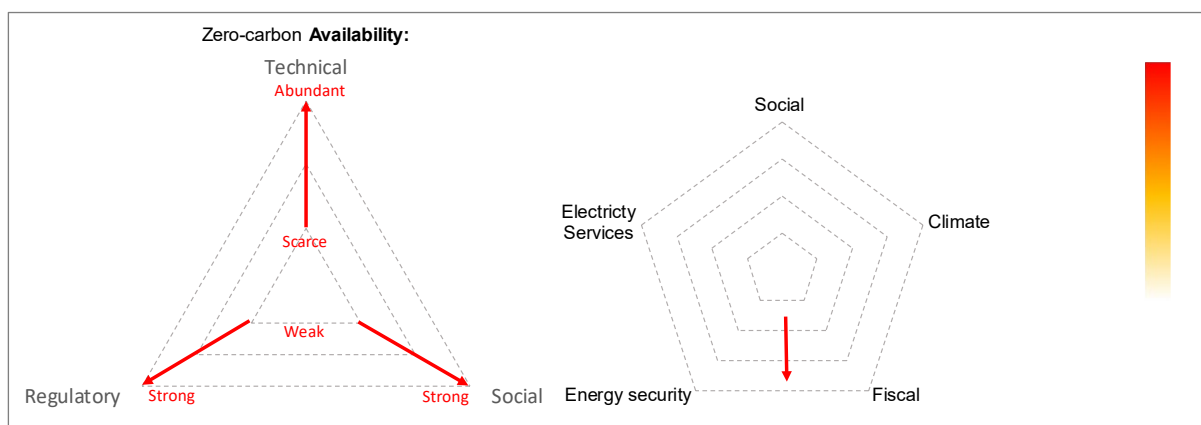 Zero-carbon Availability:
Technical
Abundant
Scarce
Weak
Regulatory
Strong
Strong
Social
Social
Electricty
Services
Climate
Energy security
Fiscal